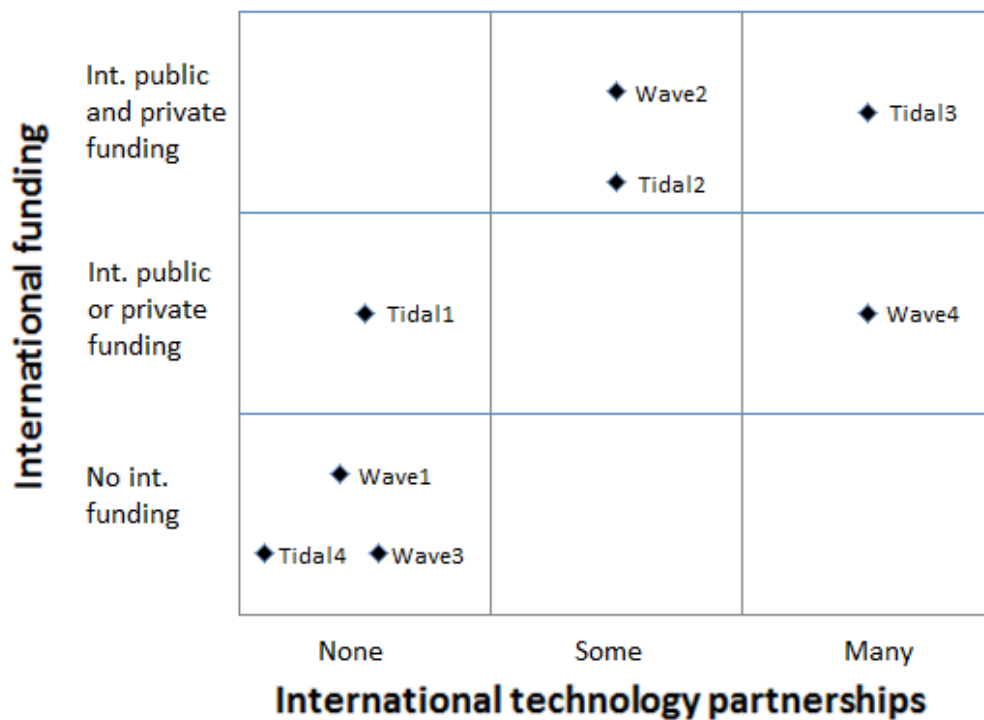 International funding
Int. public
and private
funding
Wave2
Tidal3
Tidal2
Int. public
or private
funding
Tidal1
Wave4
No int.
funding
Wave1
Tidal4
Wave3
None
Some
Many
International technology partnerships